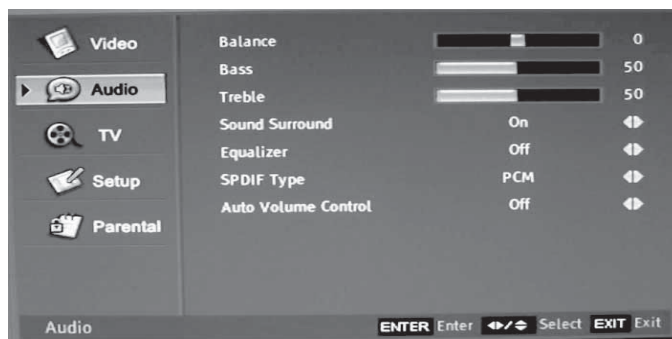 Video
Audio
TV
Setup
Parental
Balance 0
Bass 50
Treble 50
Sound Surround On
Equalizer Off
SPDIF Type PCM
Auto Volume Control Off
Audio ENTER Enter Select EXIT Exit